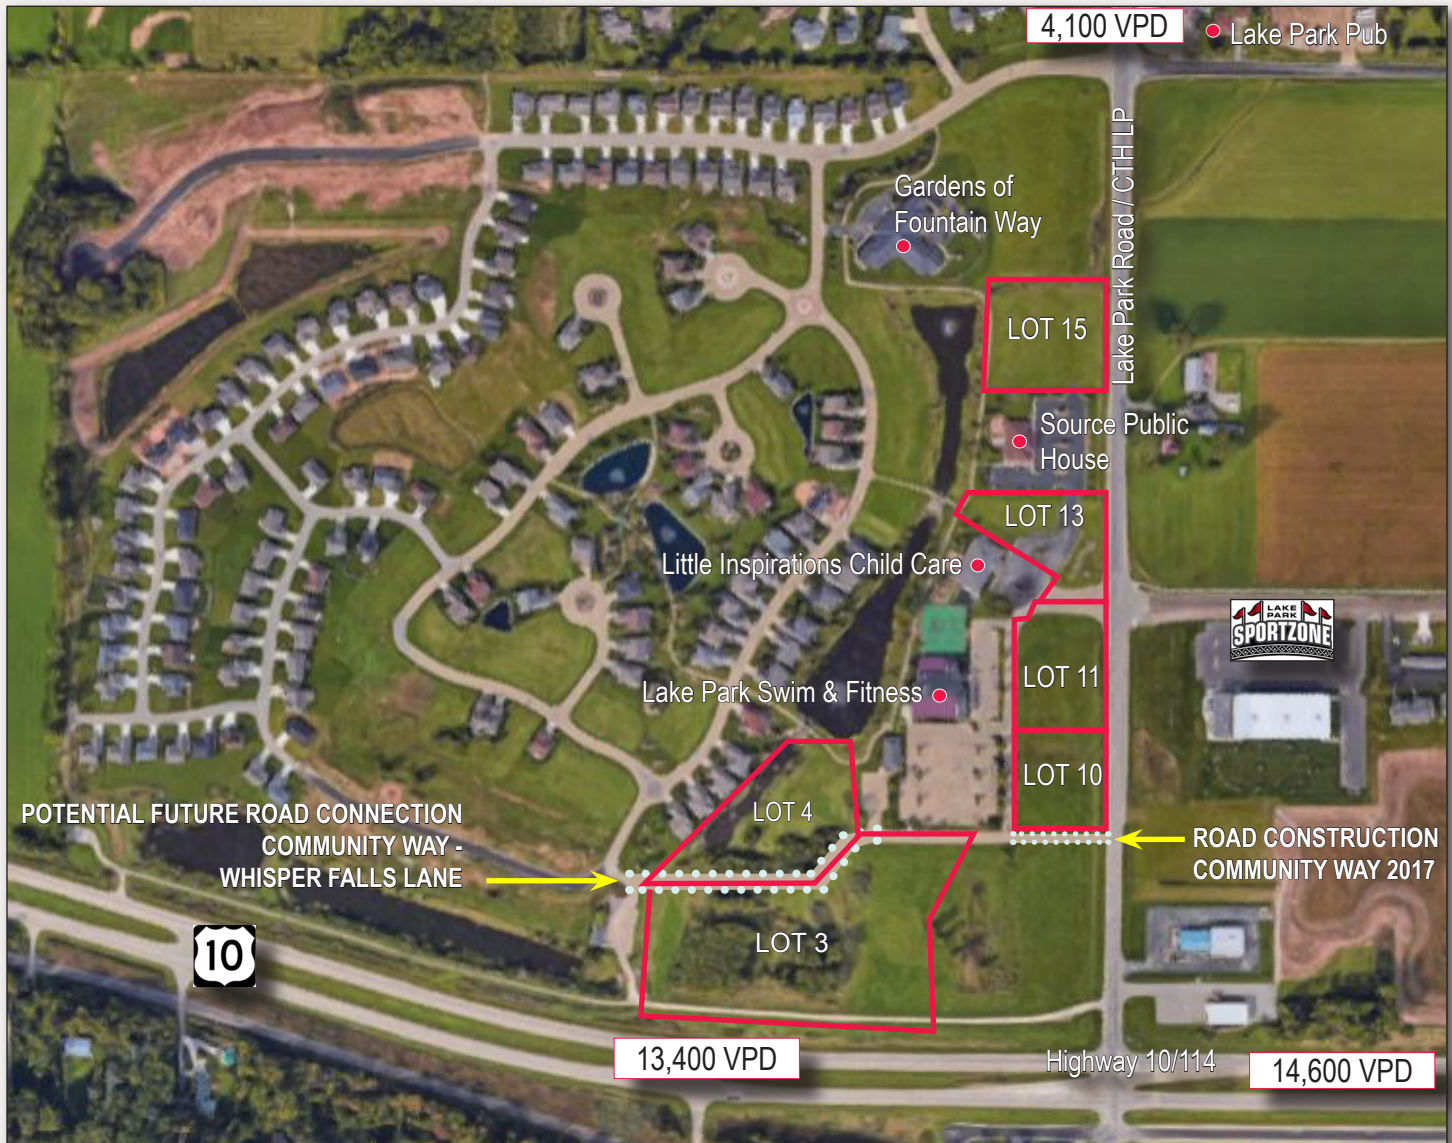 4,100 VPD
Lake Park Pub
Lake Park Road / CTH LP
Gardens of
Fountain Way
LOT 15
Source Public
House
LOT 13
Little Inspirations Child Care
LAKE
PARK
SPORTZONE
LOT 11
Lake Park Swim & Fitness
LOT 10
LOT 4
POTENTIAL FUTURE ROAD CONNECTION
COMMUNITY WAY -
WHISPER FALLS LANE
ROAD CONSTRUCTION
COMMUNITY WAY 2017
LOT 3
10
13,400 VPD
Highway 10/114
14,600 VPD